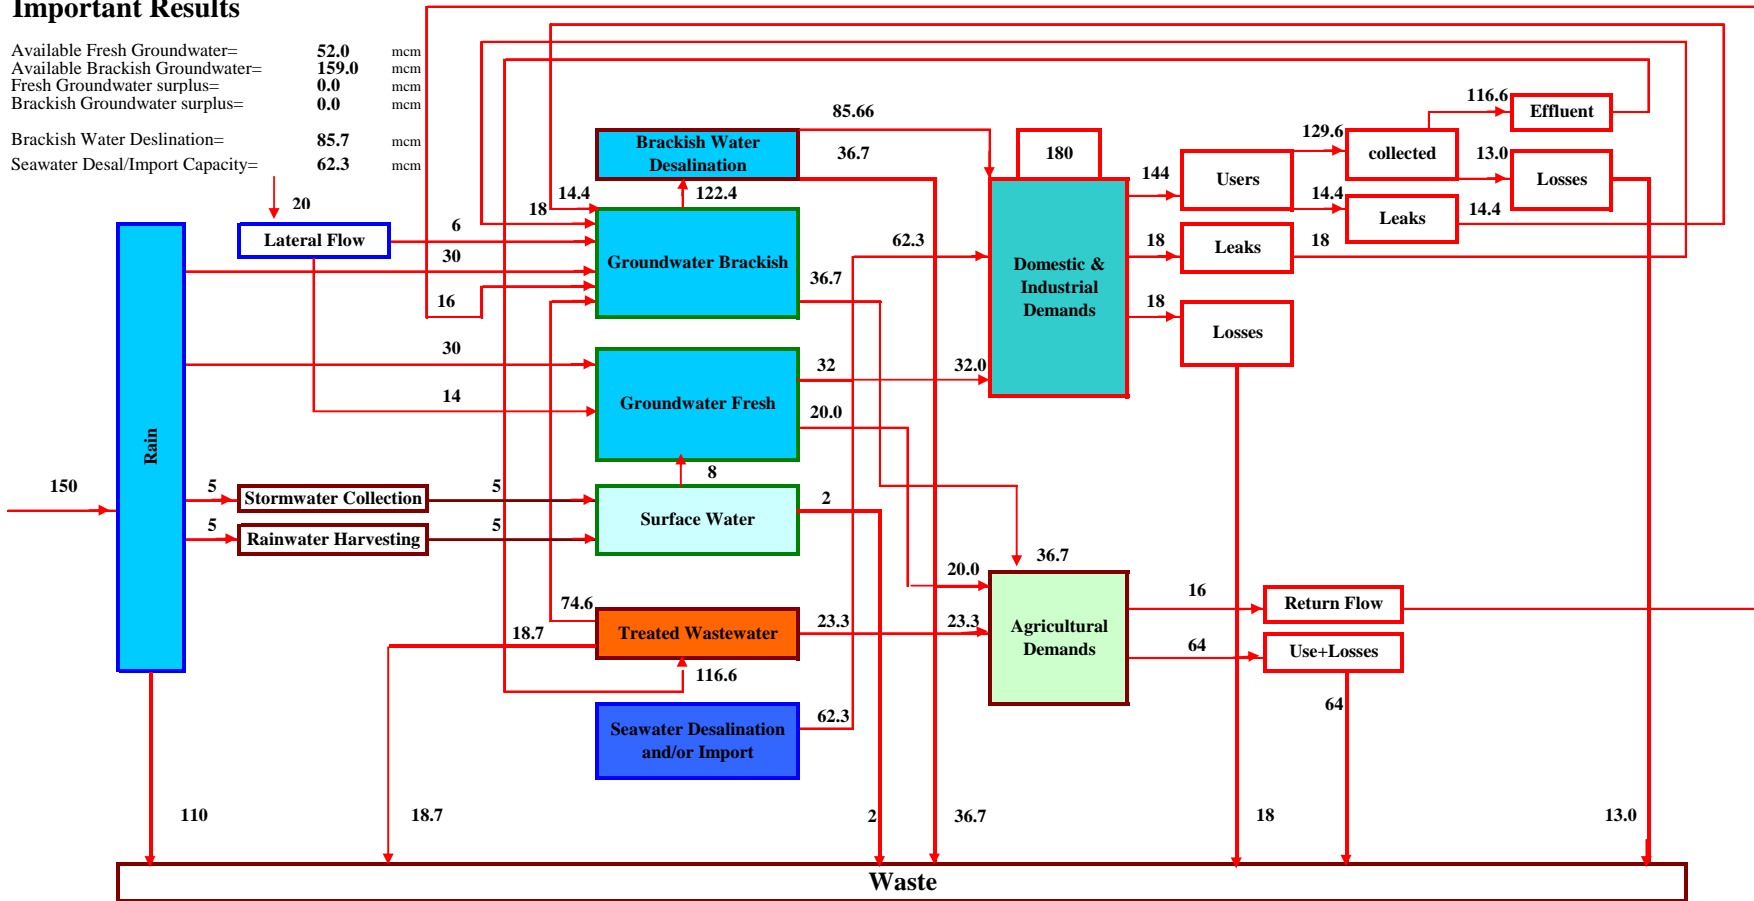 Important Results
Available Fresh Groundwater= 52.0 mcm
Available Brackish Groundwater= 159.0 mcm
Fresh Groundwater surplus= 0.0 mcm
Brackish Groundwater surplus= 0.0 mcm
Brackish Water Deslination= 85.7 mcm
Seawater Desal/Import Capacity= 62.3 mcm
20
Lateral Flow
6
30
16
30
14
150
Rain
5
Stormwater Collection
5
5
Rainwater Harvesting
5
14.4
18
Brackish Water
Desalination
122.4
Groundwater Brackish
Groundwater Fresh
8
Surface Water
74.6
18.7
Treated Wastewater
116.6
Seawater Desalination
and/or Import
85.66
36.7
62.3
36.7
32
32.0
20.0
2
20.0
36.7
23.3
23.3
62.3
180
Domestic &
Industrial
Demands
Agricultural
Demands
144
Users
18
Leaks
18
18
Losses
129.6
collected
116.6
Effluent
13.0
Losses
14.4
Leaks
14.4
16
Return Flow
64
Use+Losses
64
110
18.7
2
36.7
18
13.0
Waste